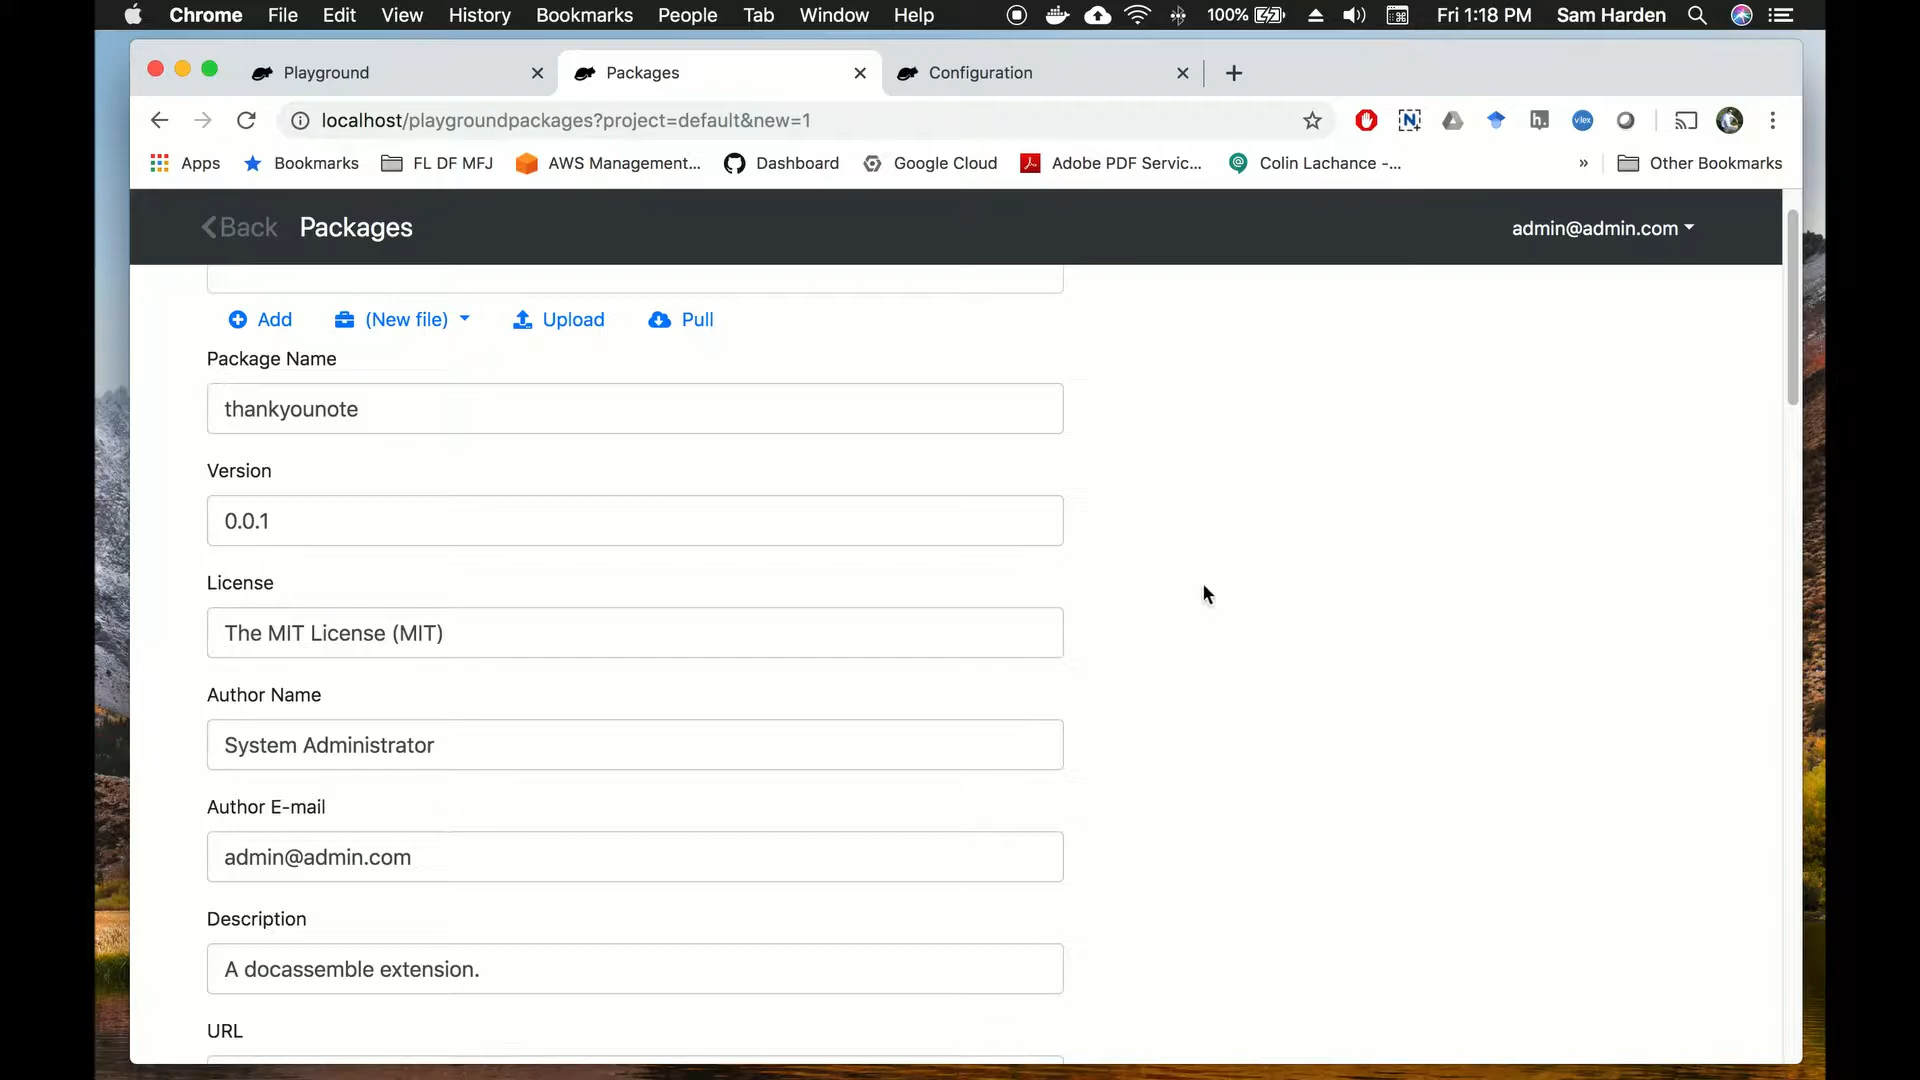 Chrome File Edit View History Bookmarks People Tab Window Help 100% Fri 1:18 PM Sam Harden
Playground Packages Configuration
localhost/playgroundpackages?project=default&new=1
Apps Bookmarks FL DF MFJ AWS Management... Dashboard Google Cloud Adobe PDF Servic... Colin Lachance -... » Other Bookmarks
Back Packages admin@admin.com
Add (New file) Upload Pull
Package Name
thankyounote
Version
0.0.1
License
The MIT License (MIT)
Author Name
System Administrator
Author E-mail
admin@admin.com
Description
A docassemble extension.
URL